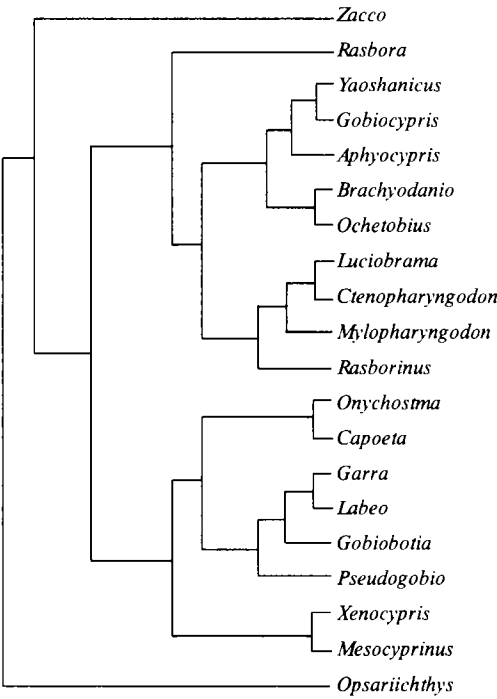 Zacco
Rasbora
Yaoshanicus
Gobiocypris
Aphyocypris
Brachyodanio
Ochetobius
Luciobrama
Ctenopharyngodon
Mylopharyngodon
Rasborinus
Onychostma
Capoeta
Garra
Labeo
Gobiobotia
Pseudogobio
Xenocypris
Mesocyprinus
Opsariichthys